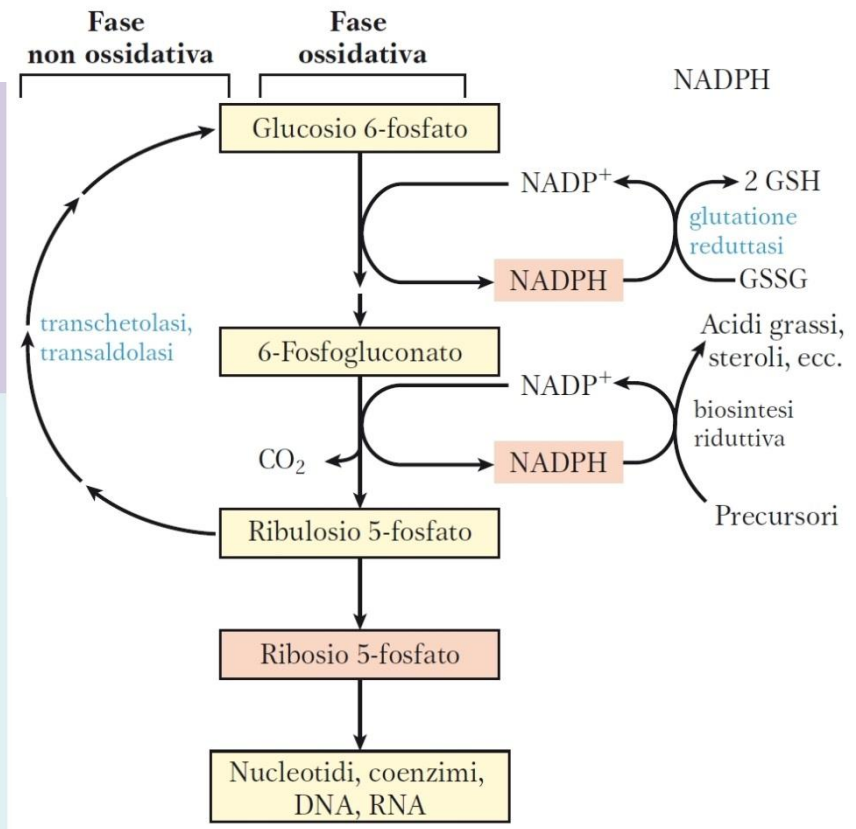 Fase
non ossidativa
Fase
ossidativa
NADPH
Glucosio 6-fosfato
NADP+
2 GSH
glutatione
reduttasi
NADPH
GSSG
transchetolasi,
transaldolasi
6-Fosfogluconato
Acidi grassi,
steroli, ecc.
NADP+
biosintesi
riduttiva
CO₂
NADPH
Precursori
Ribulosio 5-fosfato
Ribosio 5-fosfato
Nucleotidi, coenzimi,
DNA, RNA